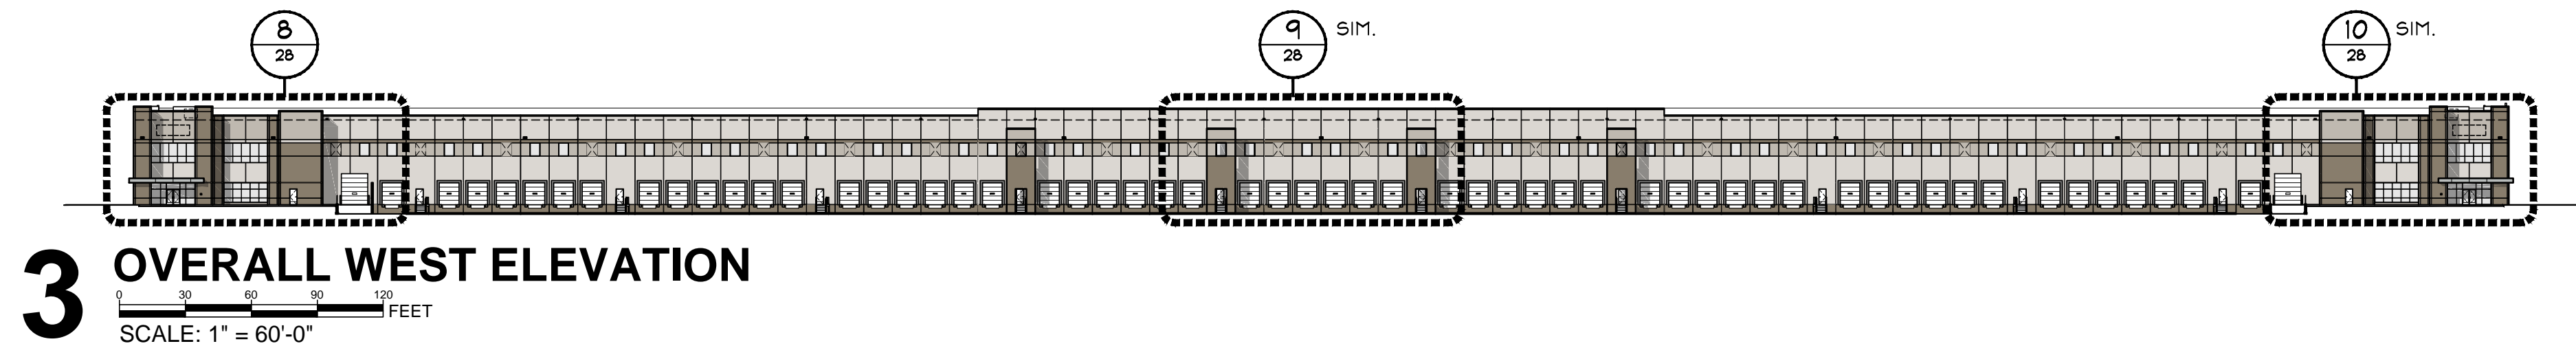 8
28
9
28
SIM.
10
28
SIM.
3 OVERALL WEST ELEVATION
0 30 60 90 120
FEET
SCALE: 1" = 60'-0"